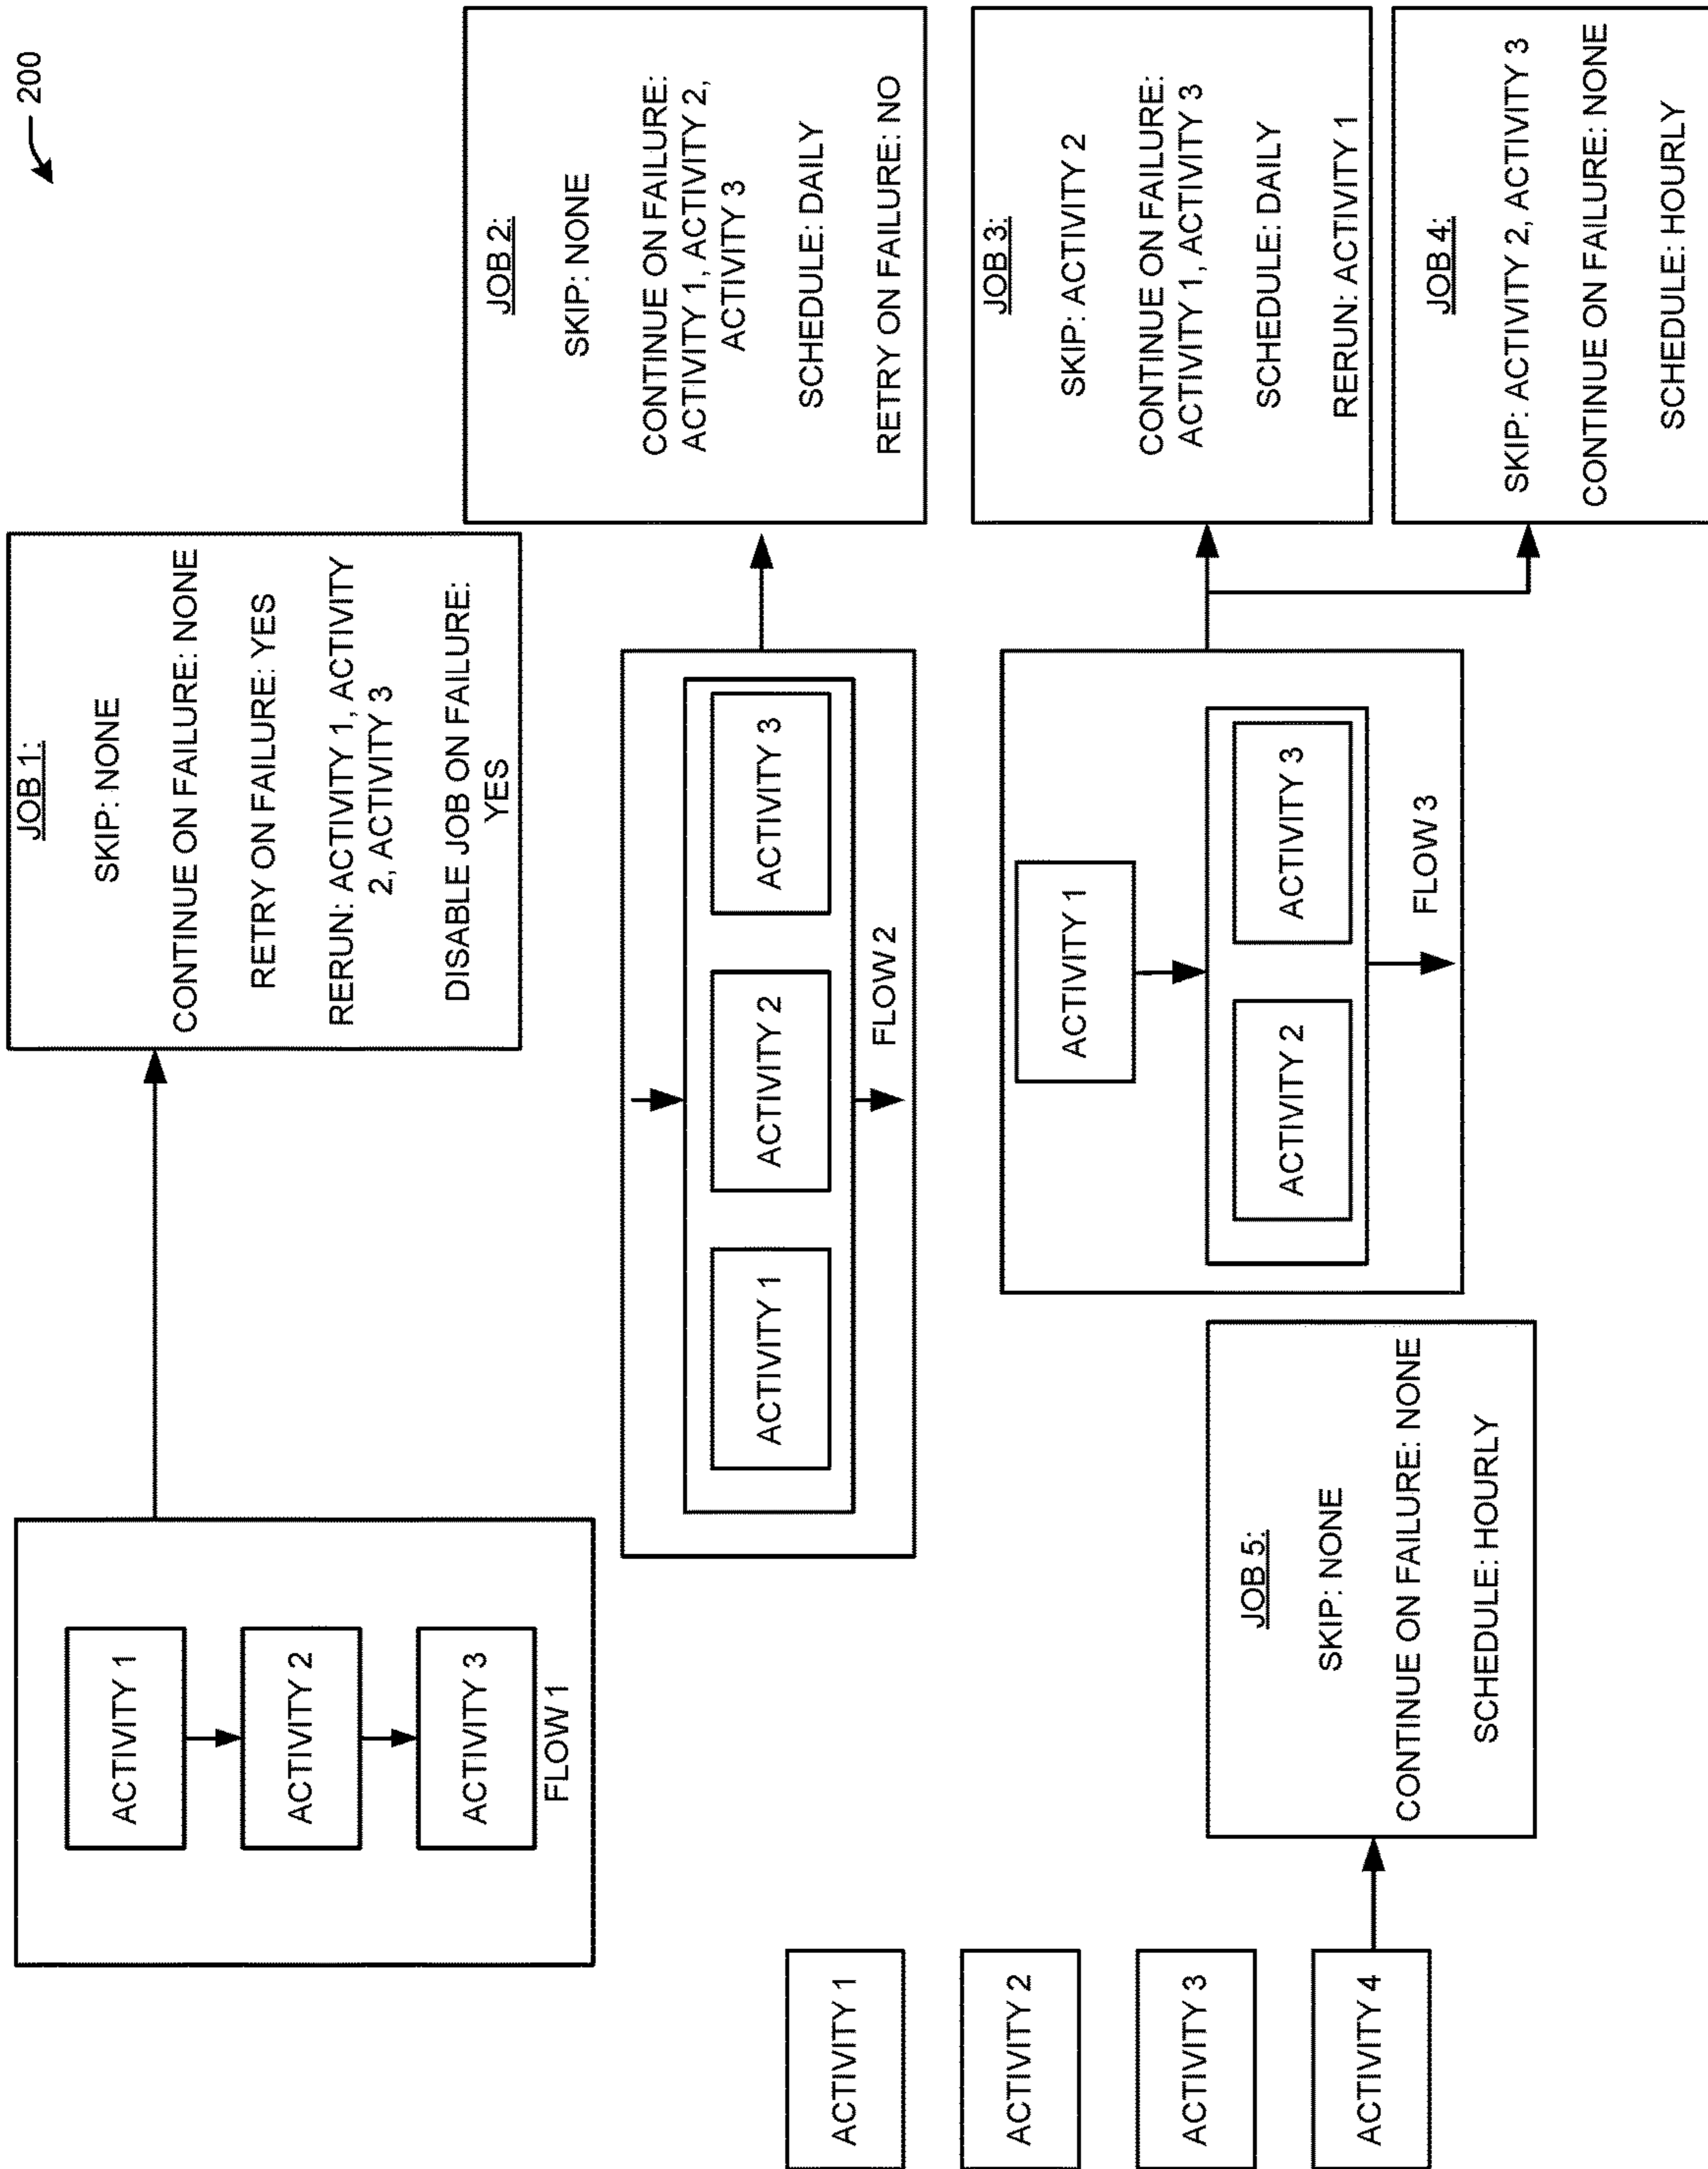 200
ACTIVITY 1
ACTIVITY 2
ACTIVITY 3
FLOW 1
JOB 1:
SKIP: NONE
CONTINUE ON FAILURE: NONE
RETRY ON FAILURE: YES
RERUN: ACTIVITY 1, ACTIVITY
2, ACTIVITY 3
DISABLE JOB ON FAILURE:
YES
ACTIVITY 1
ACTIVITY 2
ACTIVITY 3
FLOW 2
JOB 2:
SKIP: NONE
CONTINUE ON FAILURE:
ACTIVITY 1, ACTIVITY 2,
ACTIVITY 3
SCHEDULE: DAILY
RETRY ON FAILURE: NO
ACTIVITY 1
ACTIVITY 2
ACTIVITY 3
FLOW 3
JOB 3:
SKIP: ACTIVITY 2
CONTINUE ON FAILURE:
ACTIVITY 1, ACTIVITY 3
SCHEDULE: DAILY
RERUN: ACTIVITY 1
JOB 4:
SKIP: ACTIVITY 2, ACTIVITY 3
CONTINUE ON FAILURE: NONE
SCHEDULE: HOURLY
ACTIVITY 1
ACTIVITY 2
ACTIVITY 3
ACTIVITY 4
JOB 5:
SKIP: NONE
CONTINUE ON FAILURE: NONE
SCHEDULE: HOURLY